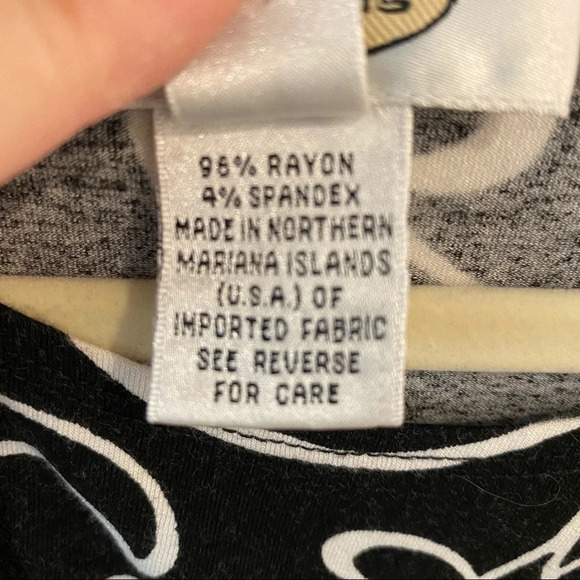 96% RAYON
4% SPANDEX
MADE IN NORTHERN
MARIANA ISLANDS
(U.S.A.) OF
IMPORTED FABRIC
SEE REVERSE
FOR CARE